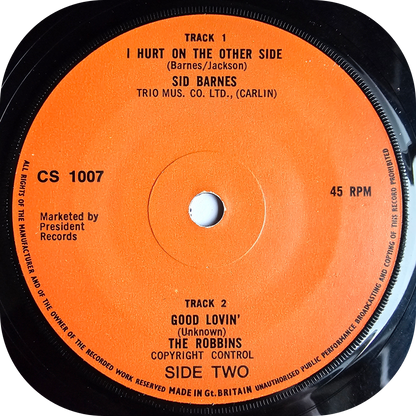 TRACK 1
I HURT ON THE OTHER SIDE
(Barnes/Jackson)
SID BARNES
TRIO MUS. CO. LTD., (CARLIN)
CS 1007
45 RPM
Marketed by
President
Records
TRACK 2
GOOD LOVIN'
(Unknown)
THE ROBBINS
COPYRIGHT CONTROL
SIDE TWO
ALL RIGHTS OF THE MANUFACTURER AND OF THE OWNER OF THE RECORDED WORK RESERVED MADE IN Gt. BRITAIN UNAUTHORISED PUBLIC PERFORMANCE BROADCASTING AND COPYING OF THIS RECORD PROHIBITED